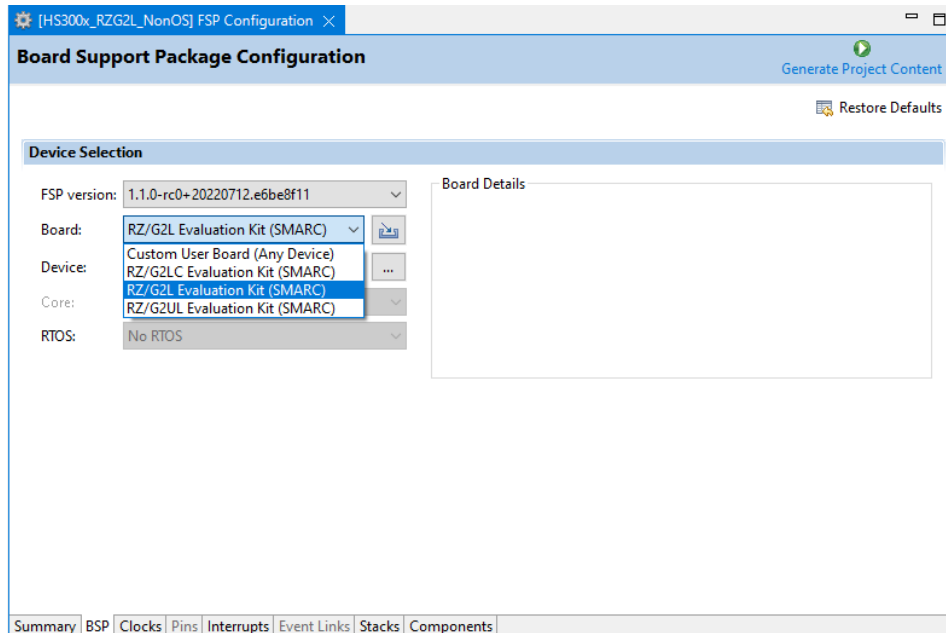 [HS300x_RZG2L_NonOS] FSP Configuration
Board Support Package Configuration
Generate Project Content
Restore Defaults
Device Selection
FSP version: 1.1.0-rc0+20220712.e6be8f11
Board Details
Board: RZ/G2L Evaluation Kit (SMARC)
Custom User Board (Any Device)
Device: RZ/G2LC Evaluation Kit (SMARC) ...
RZ/G2L Evaluation Kit (SMARC)
Core: RZ/G2UL Evaluation Kit (SMARC)
RTOS: No RTOS
Summary BSP Clocks Pins Interrupts Event Links Stacks Components